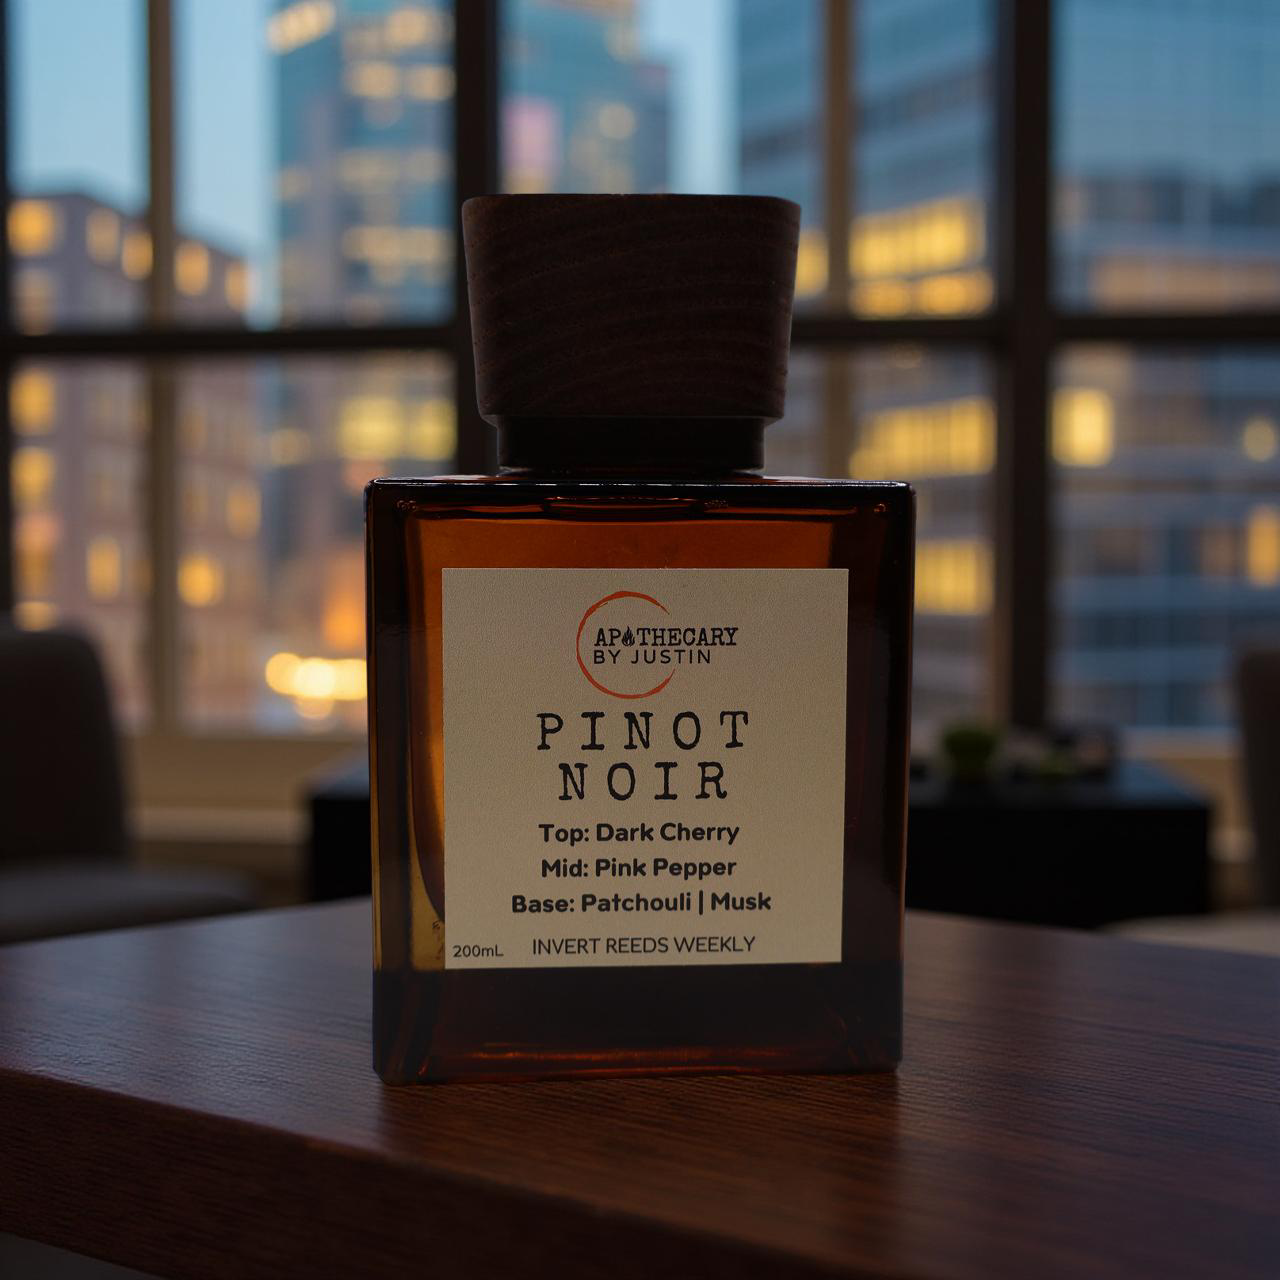 APOTHECARY
BY JUSTIN
PINOT
NOIR
Top: Dark Cherry
Mid: Pink Pepper
Base: Patchouli | Musk
200mL INVERT REEDS WEEKLY